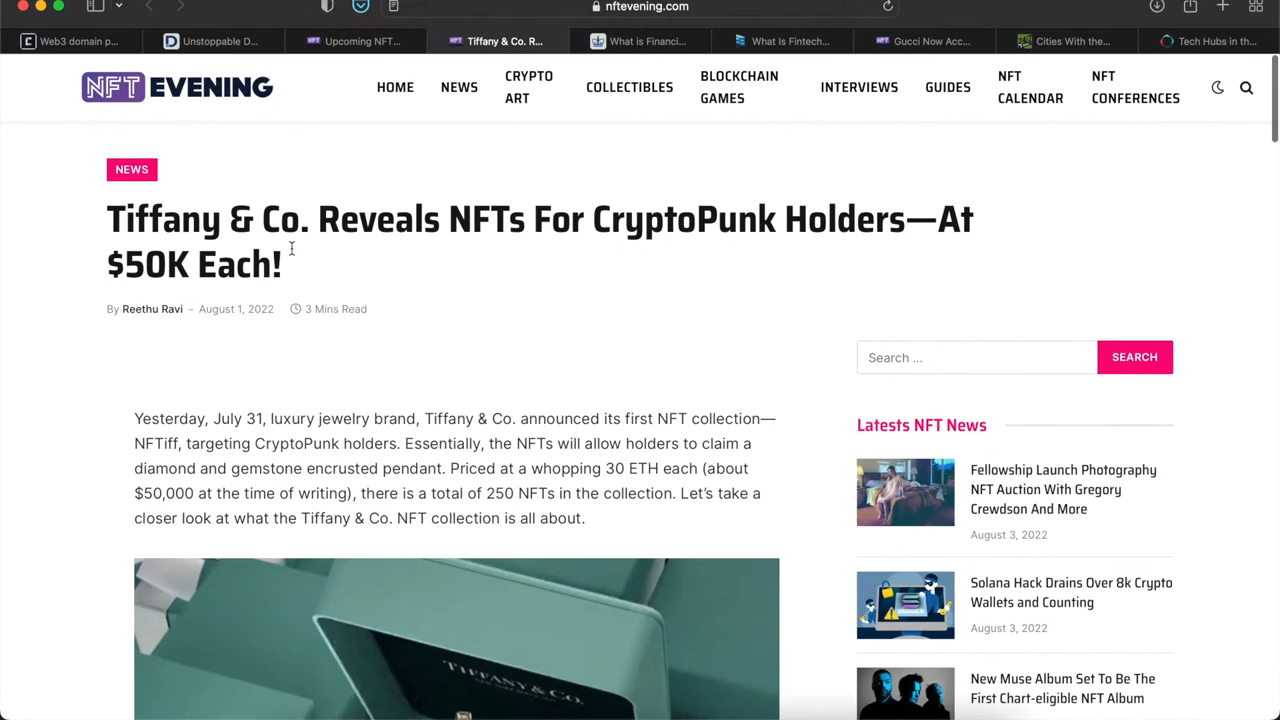 nftevening.com
Web3 domain p...
Unstoppable D...
Upcoming NFT...
Tiffany & Co. R...
What is Financi...
What Is Fintech...
Gucci Now Acc...
Cities With the...
Tech Hubs in th...
NFT EVENING
HOME
NEWS
CRYPTO
ART
COLLECTIBLES
BLOCKCHAIN
GAMES
INTERVIEWS
GUIDES
NFT
CALENDAR
NFT
CONFERENCES
NEWS
Tiffany & Co. Reveals NFTs For CryptoPunk Holders—At
$50K Each!
By Reethu Ravi – August 1, 2022 3 Mins Read
Yesterday, July 31, luxury jewelry brand, Tiffany & Co. announced its first NFT collection—
NFTiff, targeting CryptoPunk holders. Essentially, the NFTs will allow holders to claim a
diamond and gemstone encrusted pendant. Priced at a whopping 30 ETH each (about
$50,000 at the time of writing), there is a total of 250 NFTs in the collection. Let's take a
closer look at what the Tiffany & Co. NFT collection is all about.
TIFFANY & CO.
Search ...
SEARCH
Latests NFT News
Fellowship Launch Photography
NFT Auction With Gregory
Crewdson And More
August 3, 2022
Solana Hack Drains Over 8k Crypto
Wallets and Counting
August 3, 2022
New Muse Album Set To Be The
First Chart-eligible NFT Album